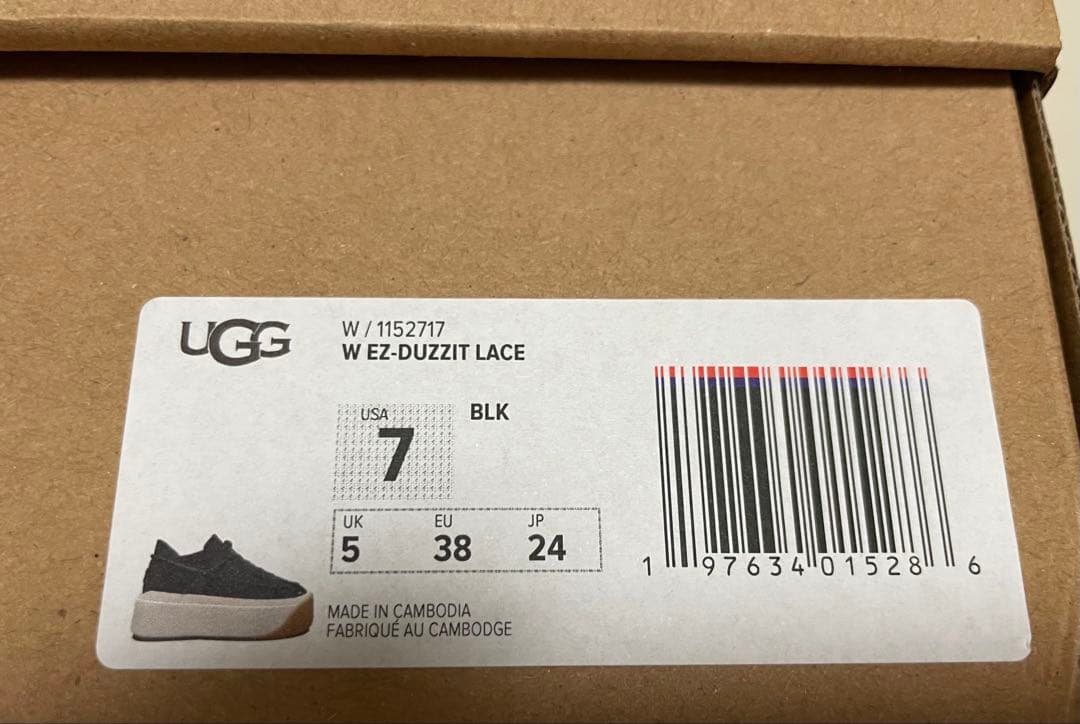 UGG
W / 1152717
W EZ-DUZZIT LACE
USA
7
BLK
UK
5
EU
38
JP
24
MADE IN CAMBODIA
FABRIQUÉ AU CAMBODGE
1 97634 01528 6